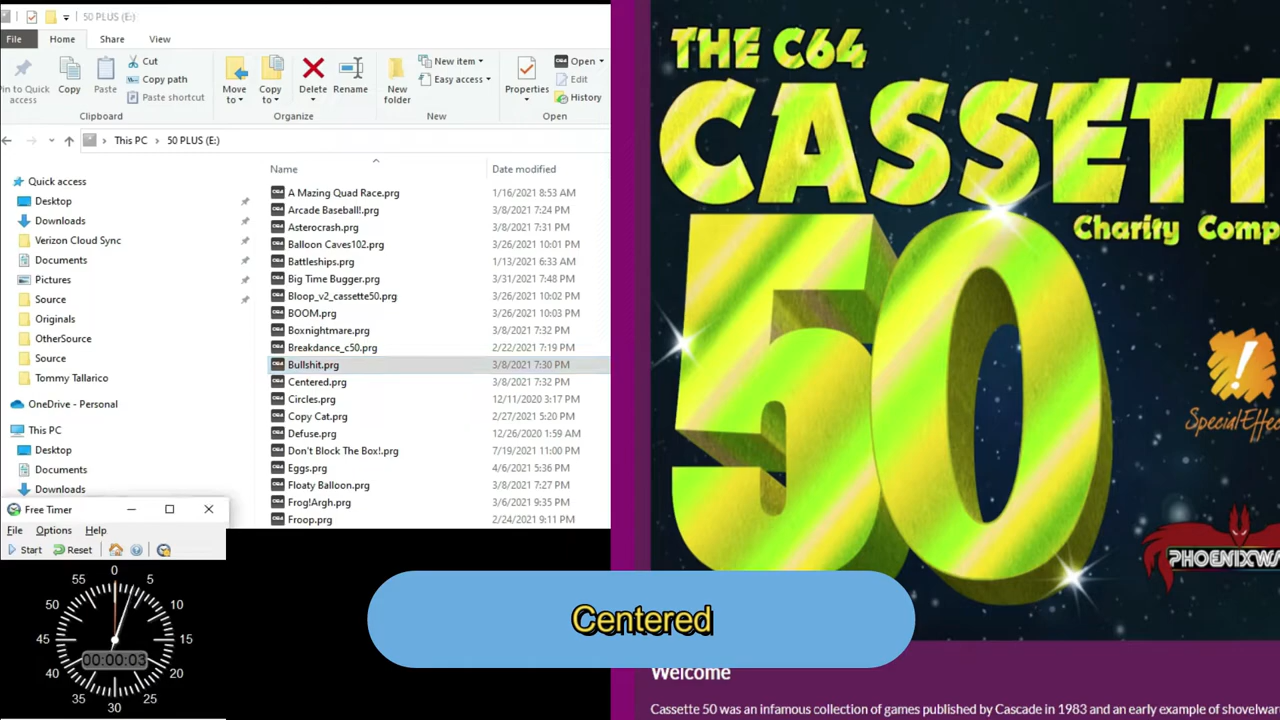 50 PLUS (E:)
File Home Share View
Pin to Quick access
Copy
Paste
Cut
Copy path
Paste shortcut
Clipboard
Move to
Copy to
Delete
Rename
Organize
New folder
New item
Easy access
New
Properties
Open
Edit
History
Open
This PC > 50 PLUS (E:)
Quick access
Desktop
Downloads
Verizon Cloud Sync
Documents
Pictures
Source
Originals
OtherSource
Source
Tommy Tallarico
OneDrive - Personal
This PC
Desktop
Documents
Downloads
Name Date modified
A Mazing Quad Race.prg 1/16/2021 8:53 AM
Arcade Baseball!.prg 3/8/2021 7:24 PM
Asterocrash.prg 3/8/2021 7:31 PM
Balloon Caves102.prg 3/26/2021 10:01 PM
Battleships.prg 1/13/2021 6:33 AM
Big Time Bugger.prg 3/31/2021 7:48 PM
Bloop_v2_cassette50.prg 3/26/2021 10:02 PM
BOOM.prg 3/26/2021 10:03 PM
Boxnightmare.prg 3/8/2021 7:32 PM
Breakdance_c50.prg 2/22/2021 7:19 PM
Bullshit.prg 3/8/2021 7:30 PM
Centered.prg 3/8/2021 7:32 PM
Circles.prg 12/11/2020 3:17 PM
Copy Cat.prg 2/27/2021 5:20 PM
Defuse.prg 12/26/2020 1:59 AM
Don't Block The Box!.prg 7/19/2021 11:00 PM
Eggs.prg 4/6/2021 5:36 PM
Floaty Balloon.prg 3/8/2021 7:27 PM
Frog!Argh.prg 3/6/2021 9:35 PM
Froop.prg 2/24/2021 9:11 PM
Free Timer
File Options Help
Start Reset
0
55 5
50 10
45 15
00:00:03
40 20
35 25
30
THE C64
CASSETT
50
Charity Comp
!
SpecialEffec
PHOENIXWA
Centered
Welcome
Cassette 50 was an infamous collection of games published by Cascade in 1983 and an early example of shovelwar